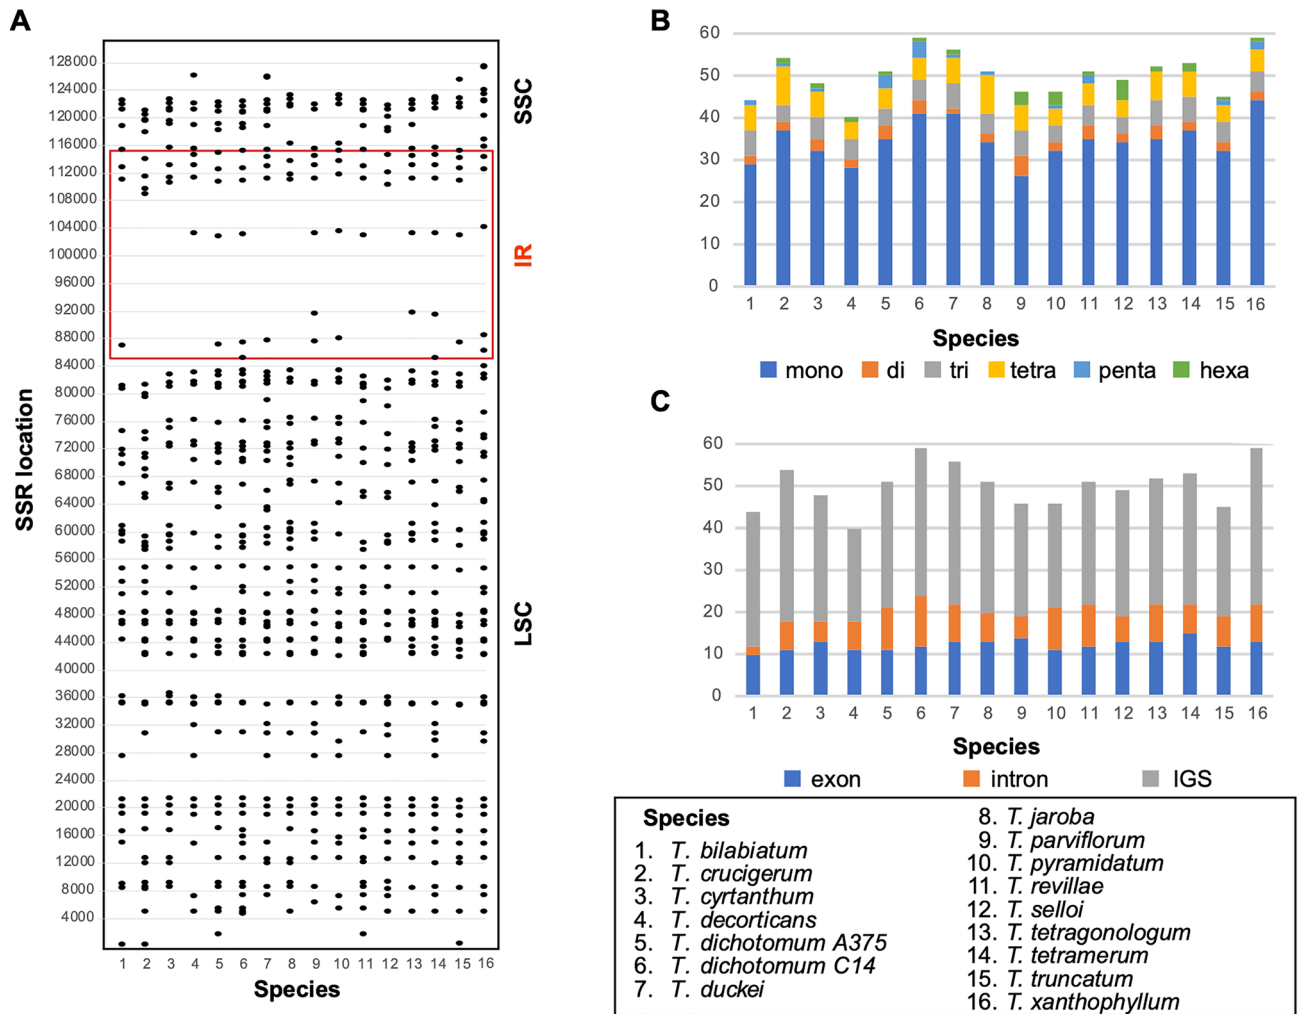 A
128000
124000
120000
116000
112000
108000
104000
100000
96000
92000
88000
84000
80000
76000
72000
68000
64000
60000
56000
52000
48000
44000
40000
36000
32000
28000
24000
20000
16000
12000
8000
4000
SSR location
1 2 3 4 5 6 7 8 9 10 11 12 13 14 15 16
Species
SSC
IR
LSC
B
60
50
40
30
20
10
0
1 2 3 4 5 6 7 8 9 10 11 12 13 14 15 16
Species
mono di tri tetra penta hexa
C
60
50
40
30
20
10
0
1 2 3 4 5 6 7 8 9 10 11 12 13 14 15 16
Species
exon intron IGS
Species
1. T. bilabiatum
2. T. crucigerum
3. T. cyrtanthum
4. T. decorticans
5. T. dichotomum A375
6. T. dichotomum C14
7. T. duckei
8. T. jaroba
9. T. parviflorum
10. T. pyramidatum
11. T. revillae
12. T. selloi
13. T. tetragonologum
14. T. tetramerum
15. T. truncatum
16. T. xanthophyllum